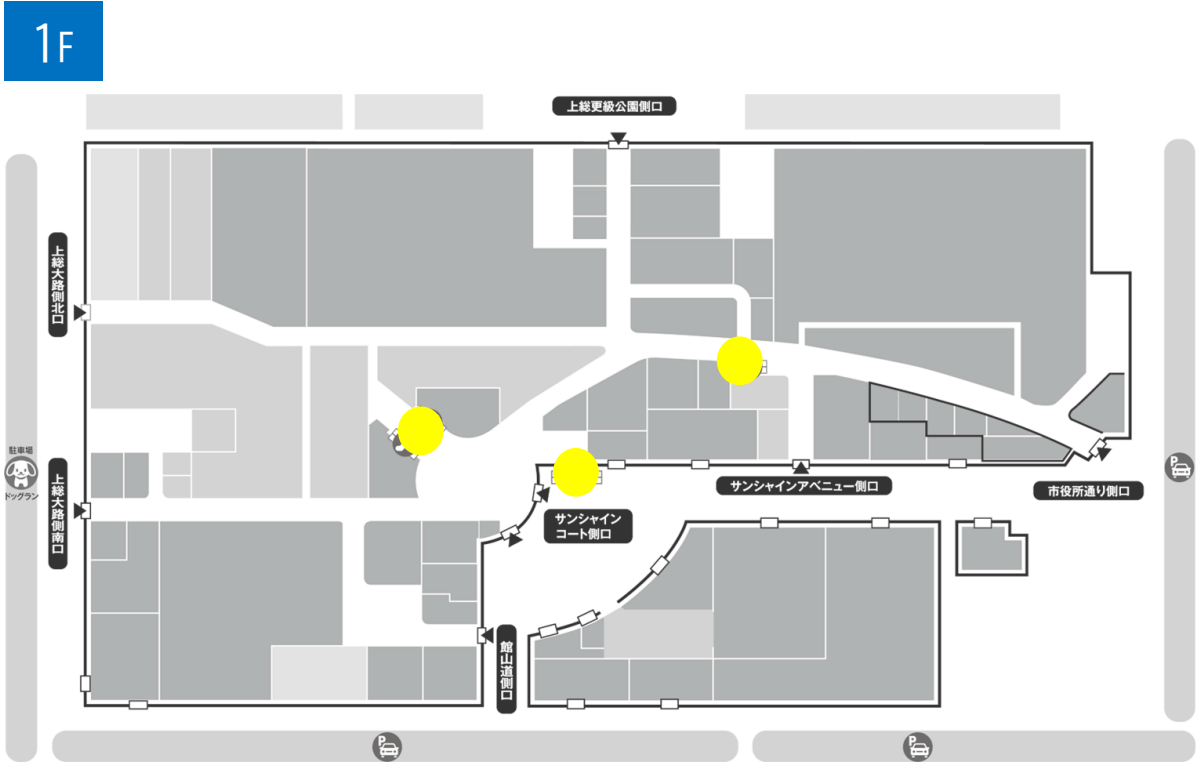 1F
上総更級公園側口
上総大路側北口
駐車場
ドッグラン
上総大路側南口
サンシャインアベニュー側口
市役所通り側口
サンシャイン
コート側口
館山道側口
P
P
P